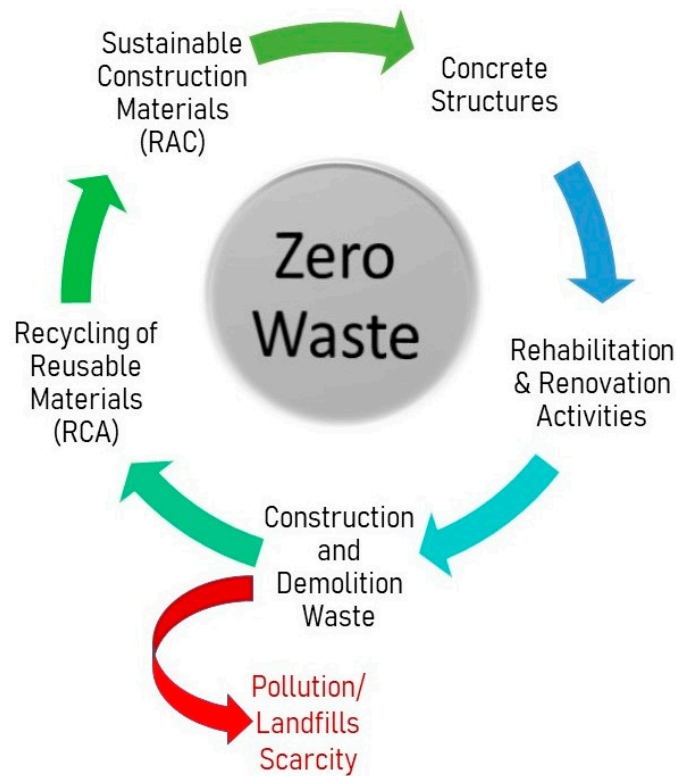 Sustainable
Construction
Materials
(RAC)
Concrete
Structures
Zero
Waste
Rehabilitation
& Renovation
Activities
Recycling of
Reusable
Materials
(RCA)
Construction
and
Demolition
Waste
Pollution/
Landfills
Scarcity